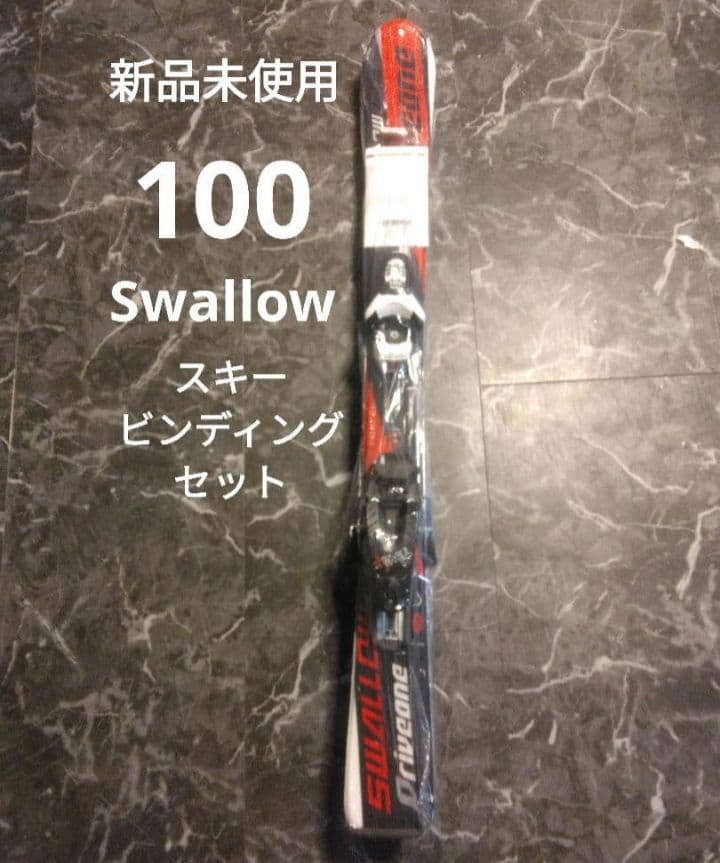 新品未使用
100
Swallow
スキー
ビンディング
セット
SWALLOW
Driveone